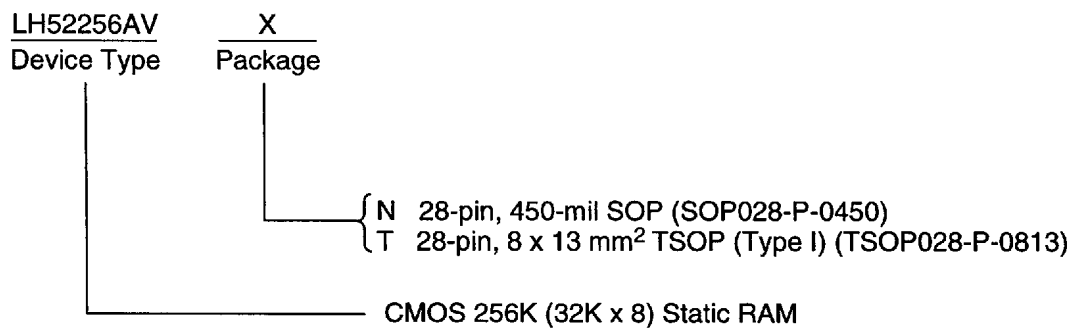 LH52256AV X
Device Type Package
N 28-pin, 450-mil SOP (SOP028-P-0450)
T 28-pin, 8 x 13 mm² TSOP (Type I) (TSOP028-P-0813)
CMOS 256K (32K x 8) Static RAM